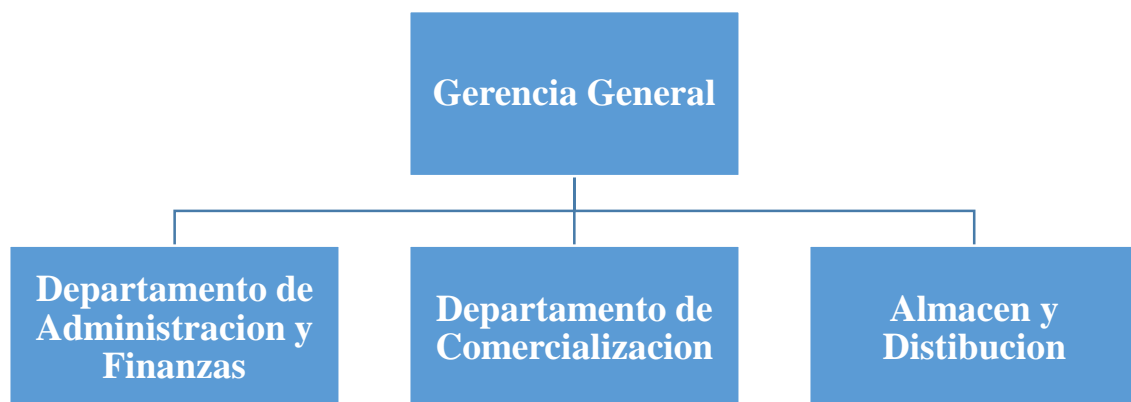 Gerencia General
Departamento de
Administracion y
Finanzas
Departamento de
Comercializacion
Almacen y
Distibucion